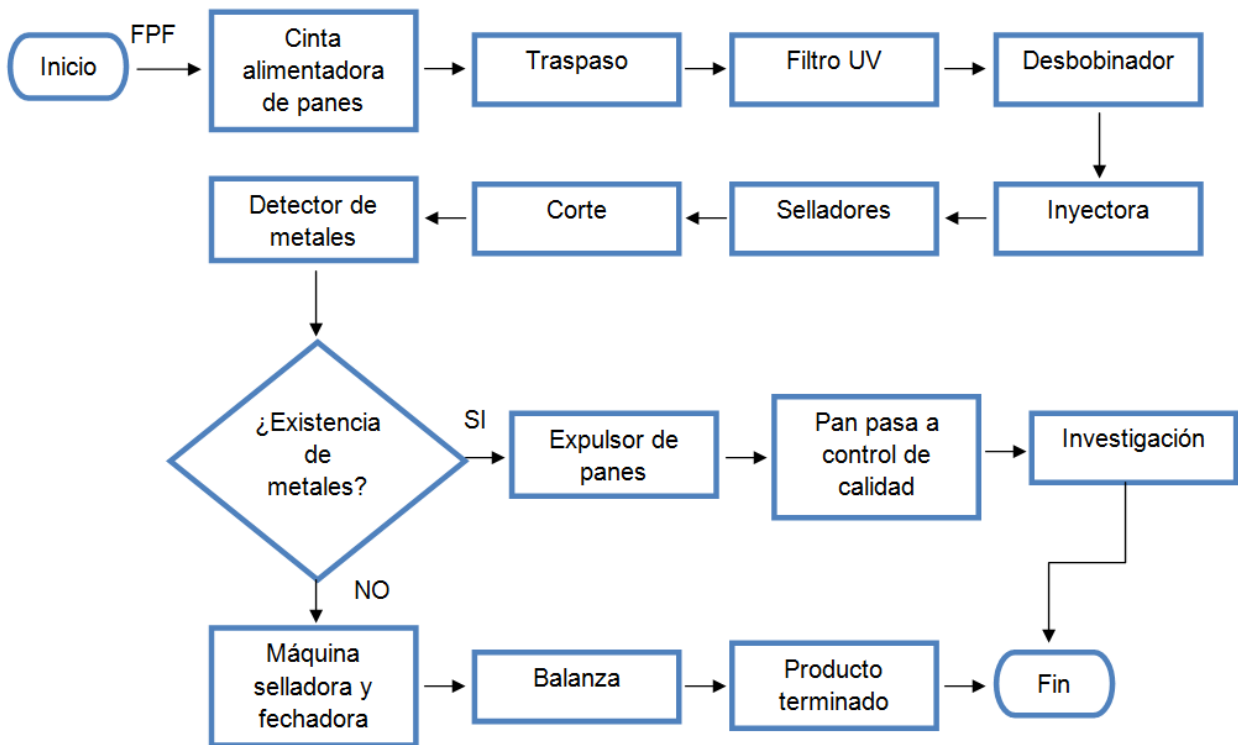 FPF
Inicio
Cinta
alimentadora
de panes
Traspaso
Filtro UV
Desbobinador
Inyectora
Selladores
Corte
Detector de
metales
¿Existencia
de
metales?
SI
Expulsor de
panes
Pan pasa a
control de
calidad
Investigación
NO
Máquina
selladora y
fechadora
Balanza
Producto
terminado
Fin